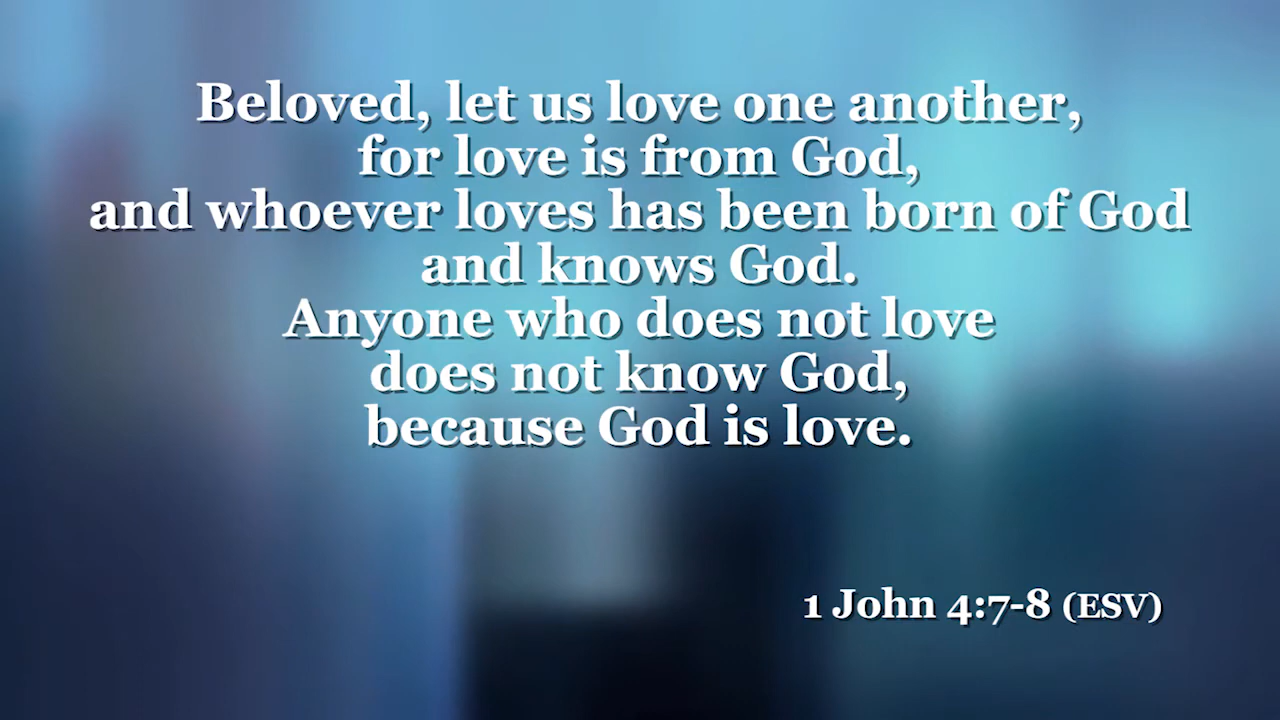 Beloved, let us love one another,
for love is from God,
and whoever loves has been born of God
and knows God.
Anyone who does not love
does not know God,
because God is love.
1 John 4:7-8 (ESV)